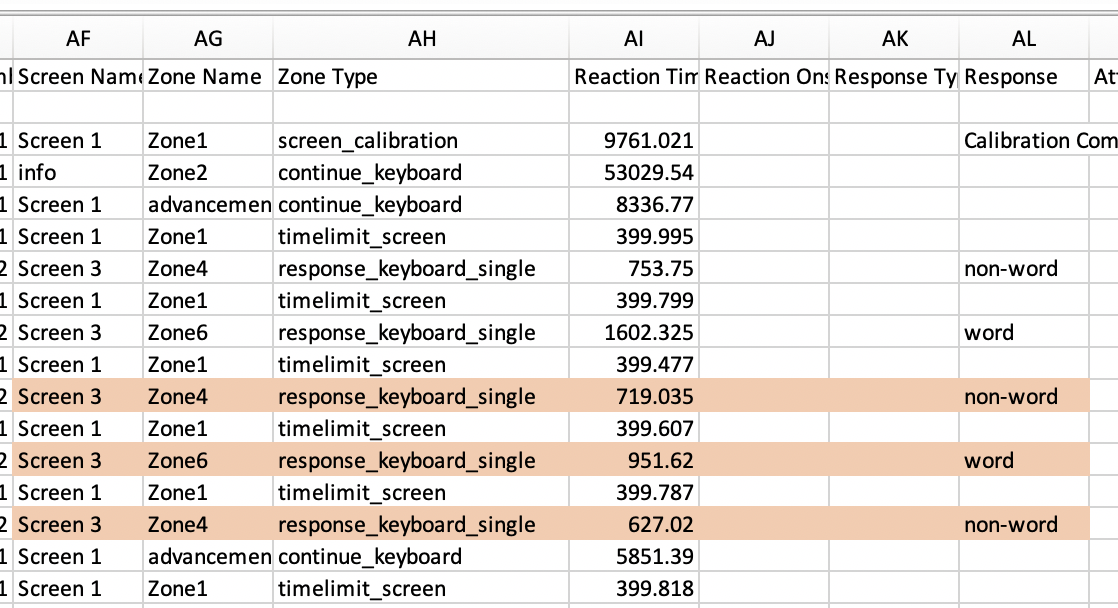 AF AG AH AI AJ AK AL
Screen Name Zone Name Zone Type Reaction Tim Reaction Ons Response Ty Response At
1 Screen 1 Zone1 screen_calibration 9761.021 Calibration Com
1 info Zone2 continue_keyboard 53029.54
1 Screen 1 advancemen continue_keyboard 8336.77
1 Screen 1 Zone1 timelimit_screen 399.995
2 Screen 3 Zone4 response_keyboard_single 753.75 non-word
1 Screen 1 Zone1 timelimit_screen 399.799
2 Screen 3 Zone6 response_keyboard_single 1602.325 word
1 Screen 1 Zone1 timelimit_screen 399.477
2 Screen 3 Zone4 response_keyboard_single 719.035 non-word
1 Screen 1 Zone1 timelimit_screen 399.607
2 Screen 3 Zone6 response_keyboard_single 951.62 word
1 Screen 1 Zone1 timelimit_screen 399.787
2 Screen 3 Zone4 response_keyboard_single 627.02 non-word
1 Screen 1 advancemen continue_keyboard 5851.39
1 Screen 1 Zone1 timelimit_screen 399.818